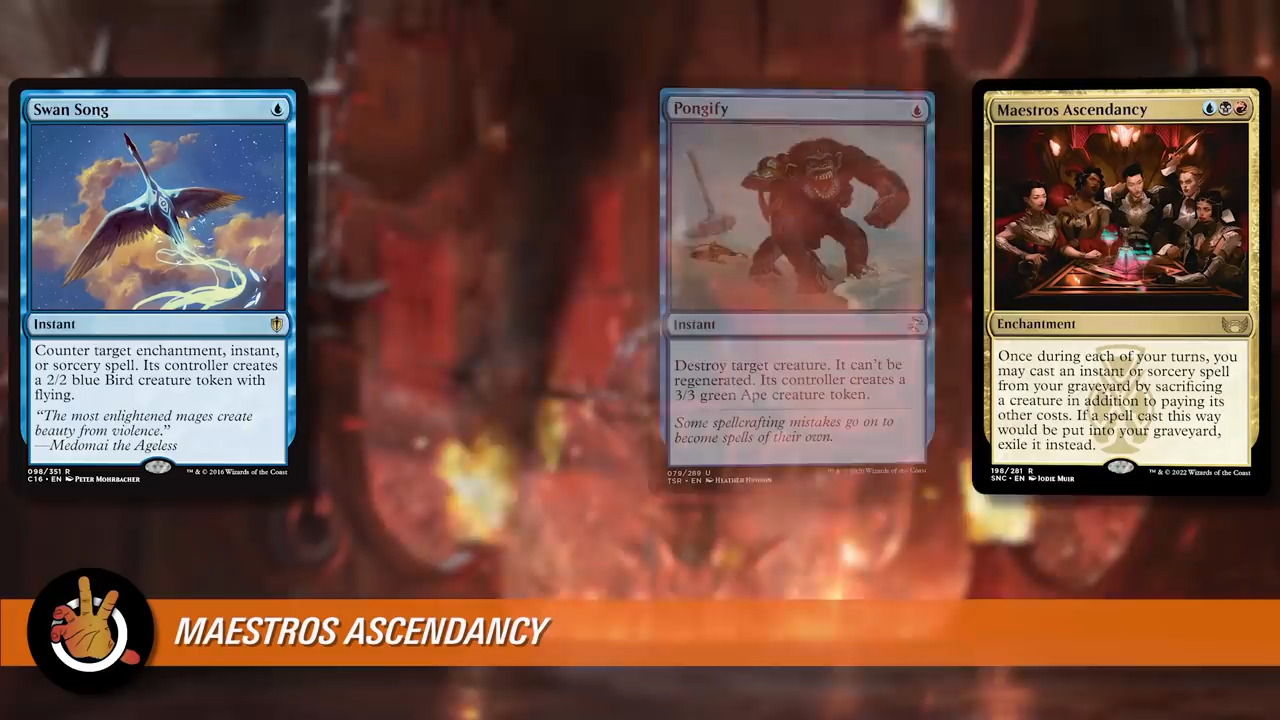 Swan Song
Instant
Counter target enchantment, instant,
or sorcery spell. Its controller creates
a 2/2 blue Bird creature token with
flying.
“The most enlightened mages create
beauty from violence.”
—Medomai the Ageless
098/351 R
C16 • EN PETER MOHRBACHER
™ & © 2016 Wizards of the Coast
Pongify
Instant
Destroy target creature. It can’t be
regenerated. Its controller creates a
3/3 green Ape creature token.
Some spellcrafting mistakes go on to
become spells of their own.
079/289 U
TSR • EN HEATHER HUDSON
Wizards of the Coast
Maestros Ascendancy
Enchantment
Once during each of your turns, you
may cast an instant or sorcery spell
from your graveyard by sacrificing
a creature in addition to paying its
other costs. If a spell cast this way
would be put into your graveyard,
exile it instead.
198/281 R
SNC • EN JODIE MUIR
™ & © 2022 Wizards of the Coast
MAESTROS ASCENDANCY